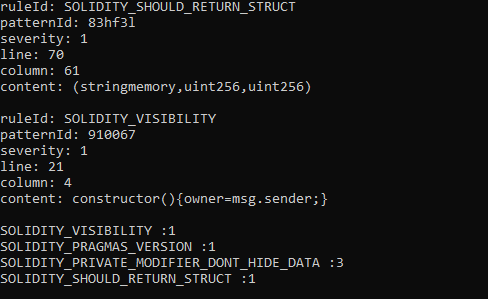 ruleId: SOLIDITY_SHOULD_RETURN_STRUCT
patternId: 83hf3l
severity: 1
line: 70
column: 61
content: (stringmemory,uint256,uint256)
ruleId: SOLIDITY_VISIBILITY
patternId: 910067
severity: 1
line: 21
column: 4
content: constructor(){owner=msg.sender;}
SOLIDITY_VISIBILITY :1
SOLIDITY_PRAGMAS_VERSION :1
SOLIDITY_PRIVATE_MODIFIER_DONT_HIDE_DATA :3
SOLIDITY_SHOULD_RETURN_STRUCT :1